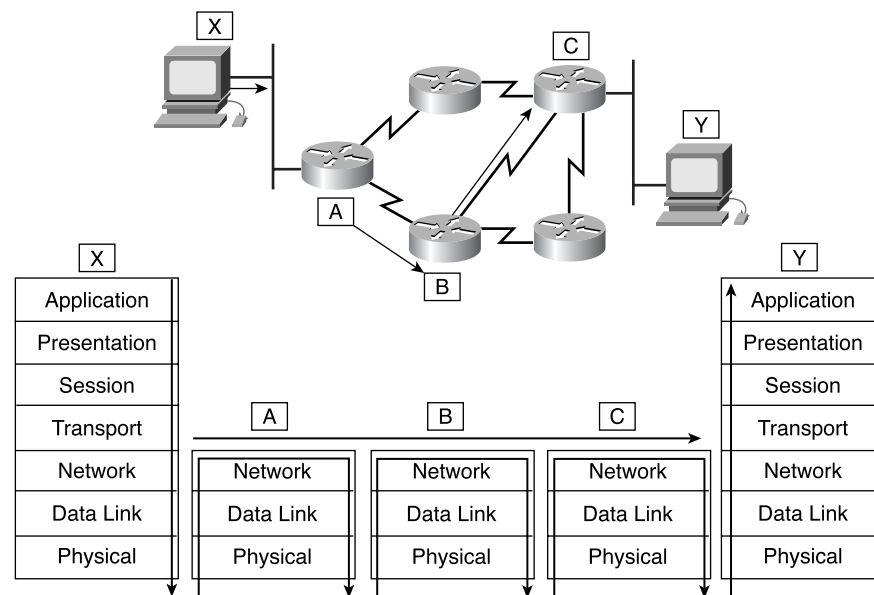 X
C
Y
A
B
X
Y
Application
Presentation
Session
Transport
Network
Data Link
Physical
A
B
C
Network
Data Link
Physical
Network
Data Link
Physical
Network
Data Link
Physical
Application
Presentation
Session
Transport
Network
Data Link
Physical